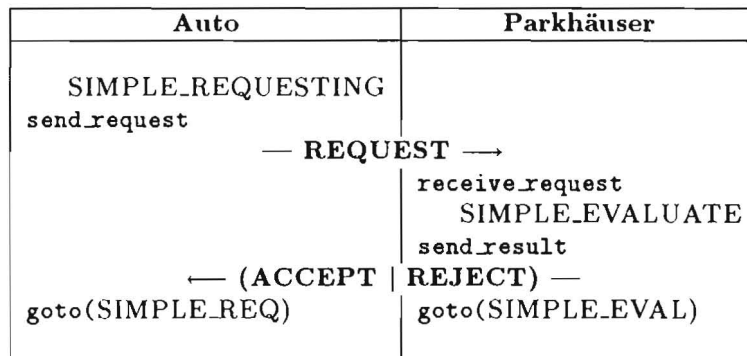 Auto Parkhäuser
SIMPLE_REQUESTING
send_request
— REQUEST ⟶
receive_request
SIMPLE_EVALUATE
send_result
⟵ (ACCEPT | REJECT) —
goto(SIMPLE_REQ) goto(SIMPLE_EVAL)